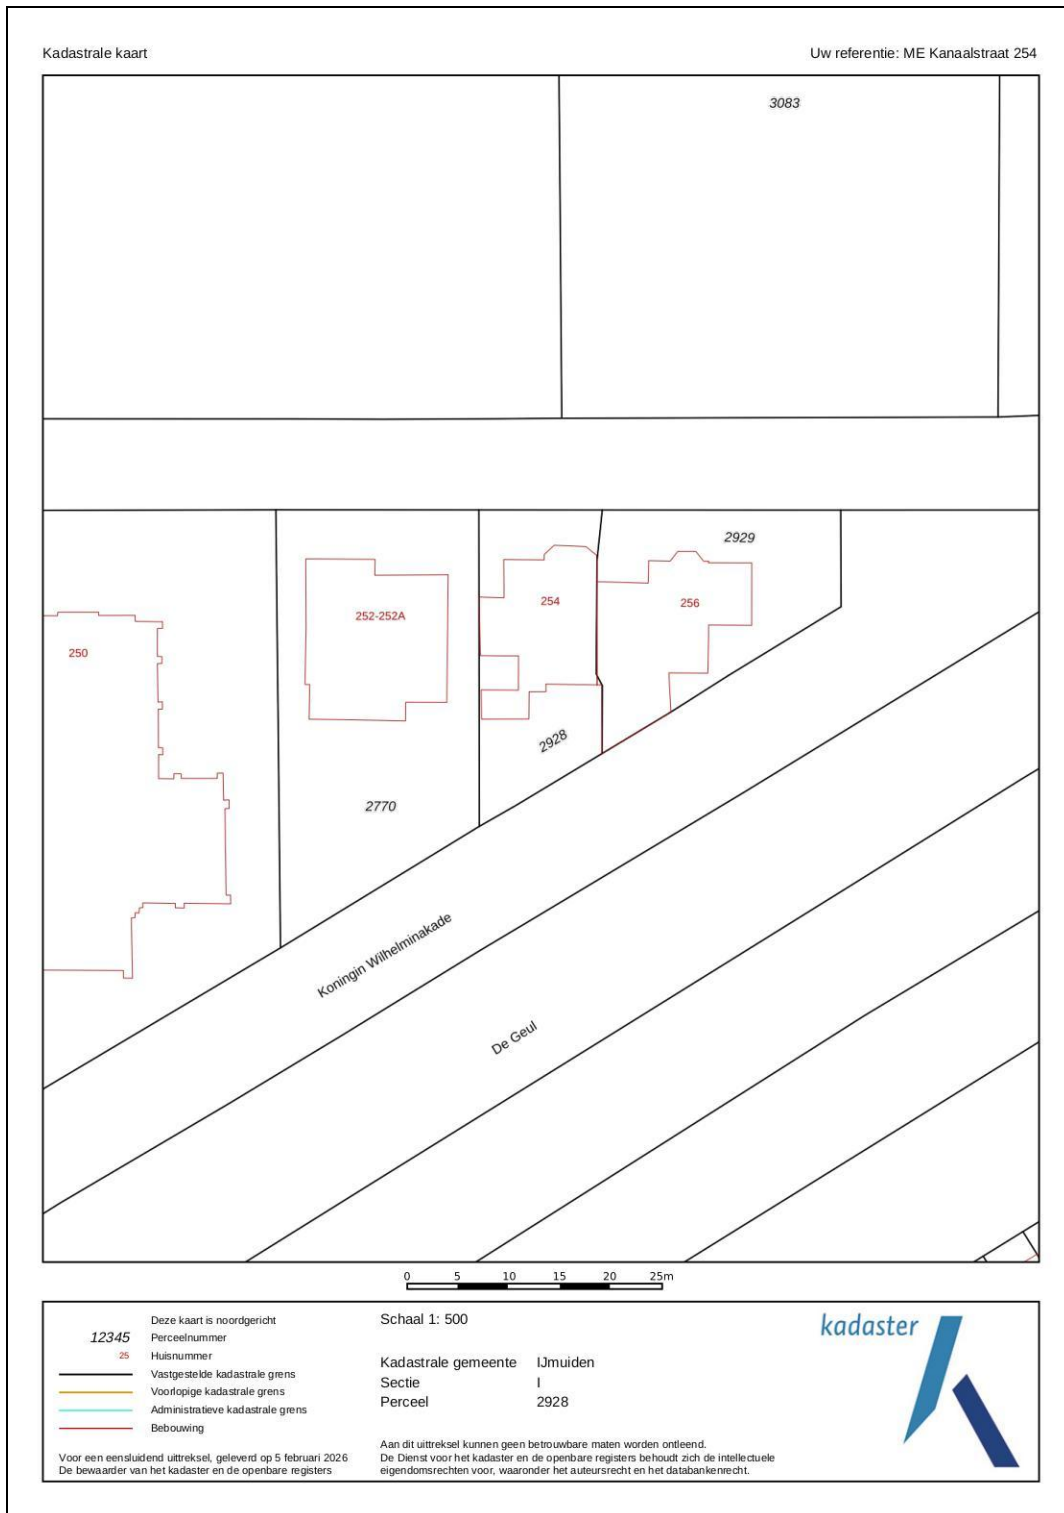 Kadastrale kaart
Uw referentie: ME Kanaalstraat 254
3083
2929
254
256
252-252A
250
2928
2770
Koningin Wilhelminakade
De Geul
0 5 10 15 20 25m
Deze kaart is noordgericht
12345 Perceelnummer
25 Huisnummer
Vastgestelde kadastrale grens
Voorlopige kadastrale grens
Administratieve kadastrale grens
Bebouwing
Voor een eensluidend uittreksel, geleverd op 5 februari 2026
De bewaarder van het kadaster en de openbare registers
Schaal 1: 500
Kadastrale gemeente IJmuiden
Sectie I
Perceel 2928
Aan dit uittreksel kunnen geen betrouwbare maten worden ontleend.
De Dienst voor het kadaster en de openbare registers behoudt zich de intellectuele
eigendomsrechten voor, waaronder het auteursrecht en het databankenrecht.
kadaster